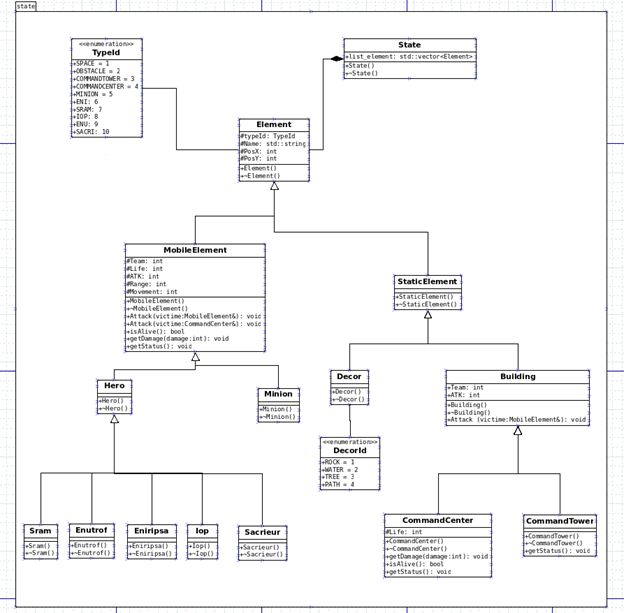 state
<<enumeration>>
TypeId
+SPACE = 1
+OBSTACLE = 2
+COMMANDTOWER = 3
+COMMANDCENTER = 4
+MINION = 5
+ENI: 6
+SRAM: 7
+IOP: 8
+ENU: 9
+SACRI: 10
State
+list_element: std::vector<Element>
+State()
+~State()
Element
#typeId: TypeId
#Name: std::string
#PosX: int
#PosY: int
+Element()
+~Element()
MobileElement
#Team: int
#Life: int
#ATK: int
#Range: int
#Movement: int
+MobileElement()
+~MobileElement()
+Attack(victime:MobileElement&): void
+Attack(victime:CommandCenter&): void
+isAlive(): bool
+getDamage(damage:int): void
+getStatus(): void
StaticElement
+StaticElement()
+~StaticElement()
Hero
+Hero()
+~Hero()
Minion
+Minion()
+~Minion()
Decor
+Decor()
+~Decor()
Building
+Team: int
+ATK: int
+Building()
+~Building()
+Attack (victime:MobileElement&): void
<<enumeration>>
DecorId
+ROCK = 1
+WATER = 2
+TREE = 3
+PATH = 4
Sram
+Sram()
+~Sram()
Enutrof
+Enutrof()
+~Enutrof()
Eniripsa
+Eniripsa()
+~Eniripsa()
Iop
+Iop()
+~Iop()
Sacrieur
+Sacrieur()
+~Sacrieur()
CommandCenter
#Life: int
+CommandCenter()
+~CommandCenter()
+getDamage(damage:int): void
+isAlive(): bool
+getStatus(): void
CommandTower
+CommandTower()
+~CommandTower()
+getStatus(): void